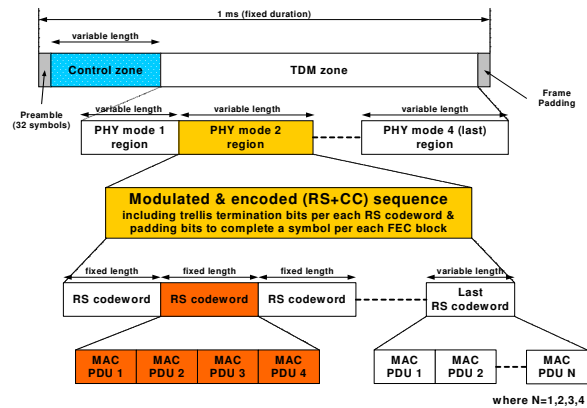 1 ms (fixed duration)
variable length
Control zone
TDM zone
Preamble
(32 symbols)
Frame
Padding
variable length
variable length
variable length
PHY mode 1
region
PHY mode 2
region
PHY mode 4 (last)
region
Modulated & encoded (RS+CC) sequence
including trellis termination bits per each RS codeword &
padding bits to complete a symbol per each FEC block
fixed length
fixed length
fixed length
variable length
RS codeword
RS codeword
RS codeword
Last
RS codeword
MAC
PDU 1
MAC
PDU 2
MAC
PDU 3
MAC
PDU 4
MAC
PDU 1
MAC
PDU 2
MAC
PDU N
where N=1,2,3,4